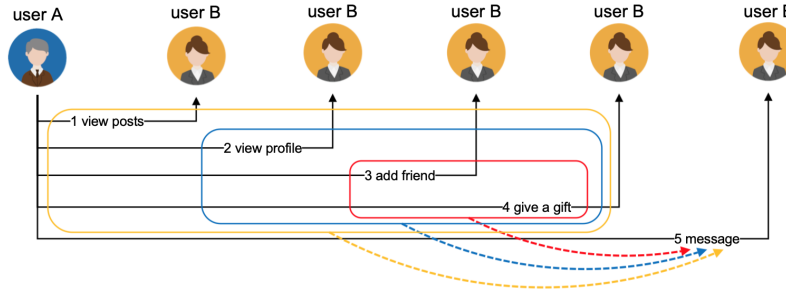 user A
user B
user B
user B
user B
user B
1 view posts
2 view profile
3 add friend
4 give a gift
5 message